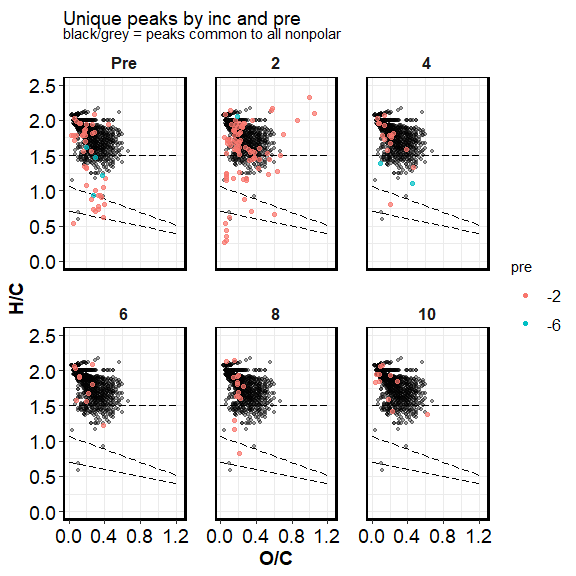 Unique peaks by inc and pre
black/grey = peaks common to all nonpolar
Pre 2 4
2.5
2.0
1.5
1.0
0.5
0.0
H/C
pre
-2
-6
6 8 10
2.5
2.0
1.5
1.0
0.5
0.0
0.0 0.4 0.8 1.2 0.0 0.4 0.8 1.2 0.0 0.4 0.8 1.2
O/C